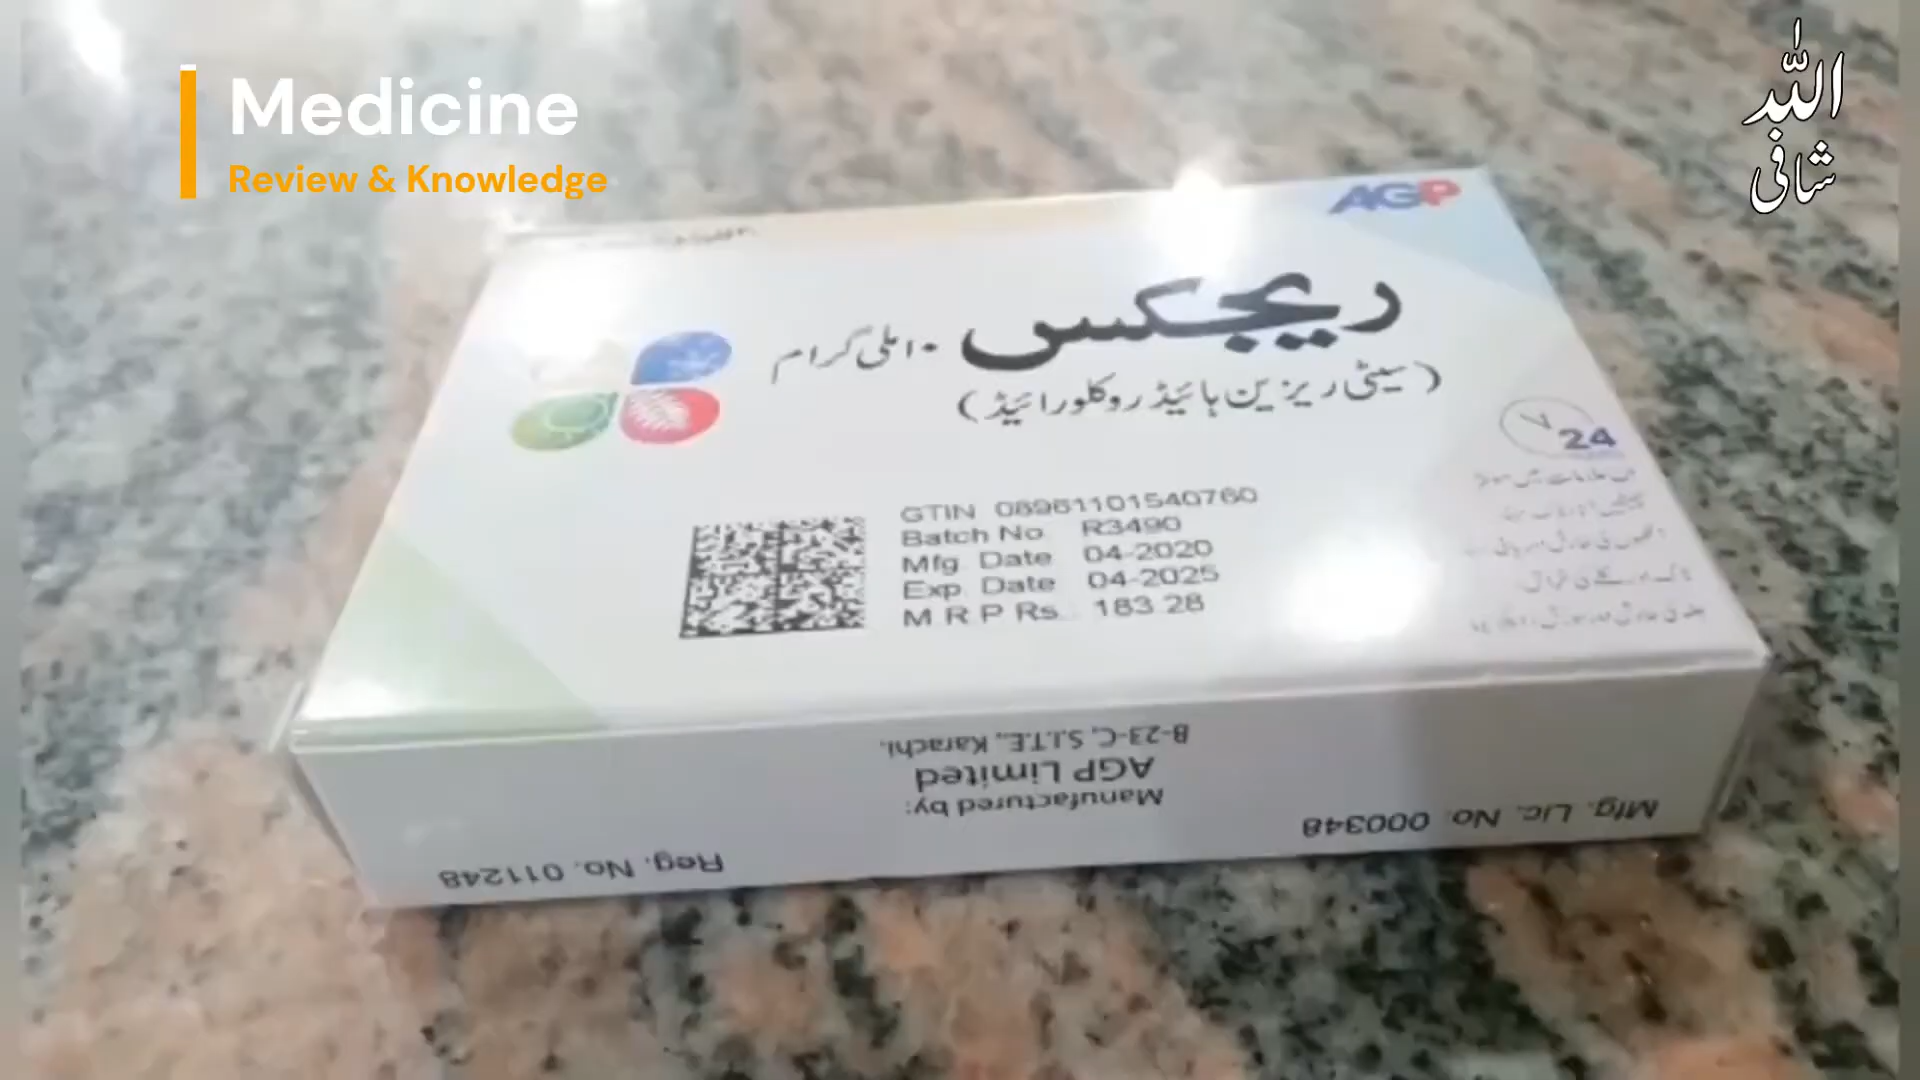 Medicine
Review & Knowledge
اللہ
شافی
AGP
ریجکس ۱۰ملی گرام
(سیٹی ریزین ہائیڈروکلورائیڈ)
24
GTIN 08961101540760
Batch No. R3490
Mfg. Date 04-2020
Exp. Date 04-2025
M R P Rs. 183.28
Manufactured by:
AGP Limited
B-23-C, S.I.T.E., Karachi.
Mfg. Lic. No. 000348
Reg. No. 011248